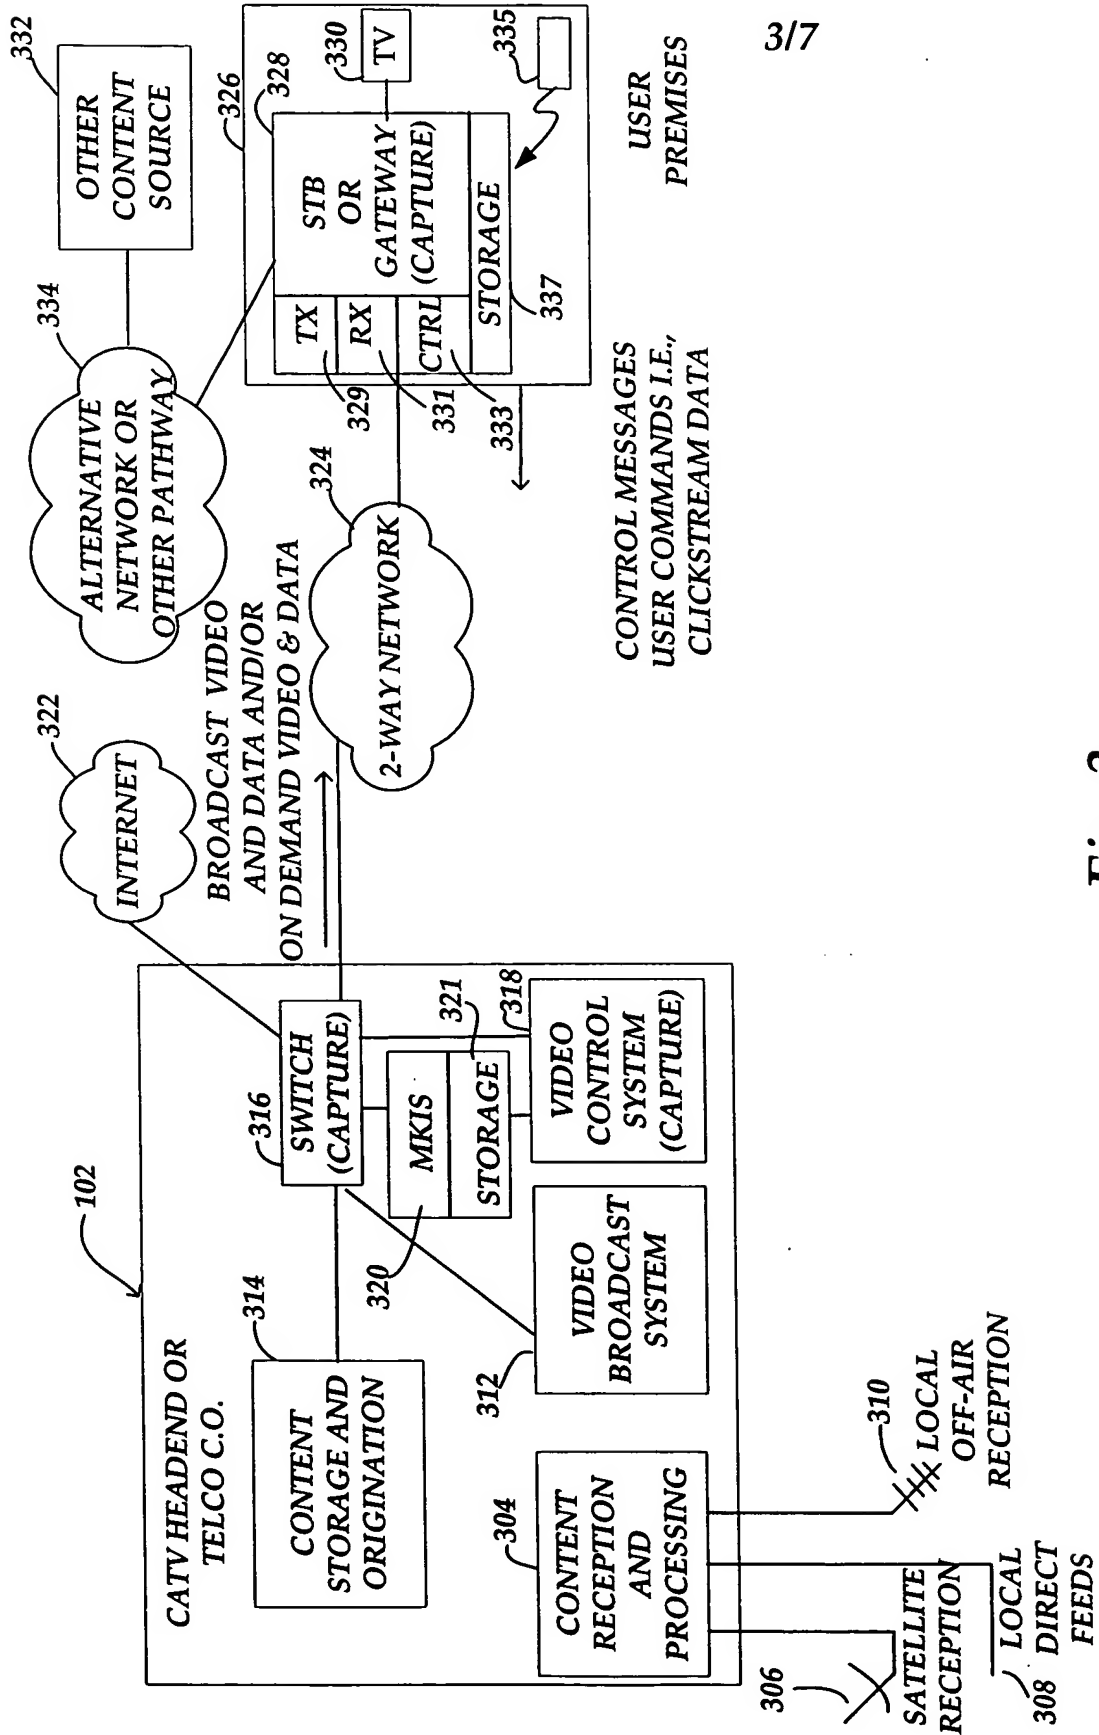 3/7
102
CATV HEADEND OR
TELCO C.O.
314
CONTENT
STORAGE AND
ORIGINATION
316
SWITCH
(CAPTURE)
320
MKIS
STORAGE
321
318
VIDEO
CONTROL
SYSTEM
(CAPTURE)
312
VIDEO
BROADCAST
SYSTEM
304
CONTENT
RECEPTION
AND
PROCESSING
306
SATELLITE
RECEPTION
308
LOCAL
DIRECT
FEEDS
310
LOCAL
OFF-AIR
RECEPTION
322
INTERNET
BROADCAST VIDEO
AND DATA AND/OR
ON DEMAND VIDEO & DATA
324
2-WAY NETWORK
334
ALTERNATIVE
NETWORK OR
OTHER PATHWAY
332
OTHER
CONTENT
SOURCE
326
328
STB
OR
GATEWAY
(CAPTURE)
TX
329
RX
331
CTRL
333
STORAGE
337
330
TV
335
USER
PREMISES
CONTROL MESSAGES
USER COMMANDS I.E.,
CLICKSTREAM DATA